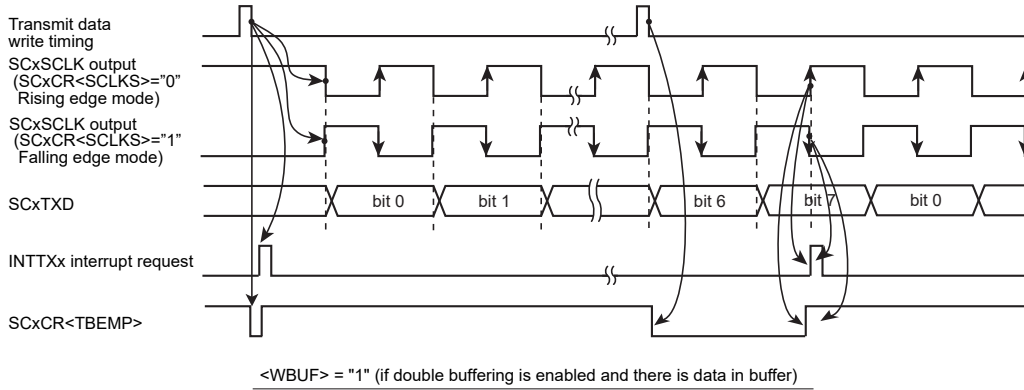 Transmit data
write timing
SCxSCLK output
(SCxCR<SCLKS>="0"
Rising edge mode)
SCxSCLK output
(SCxCR<SCLKS>="1"
Falling edge mode)
SCxTXD
bit 0
bit 1
bit 6
bit 7
bit 0
INTTXx interrupt request
SCxCR<TBEMP>
<WBUF> = "1" (if double buffering is enabled and there is data in buffer)